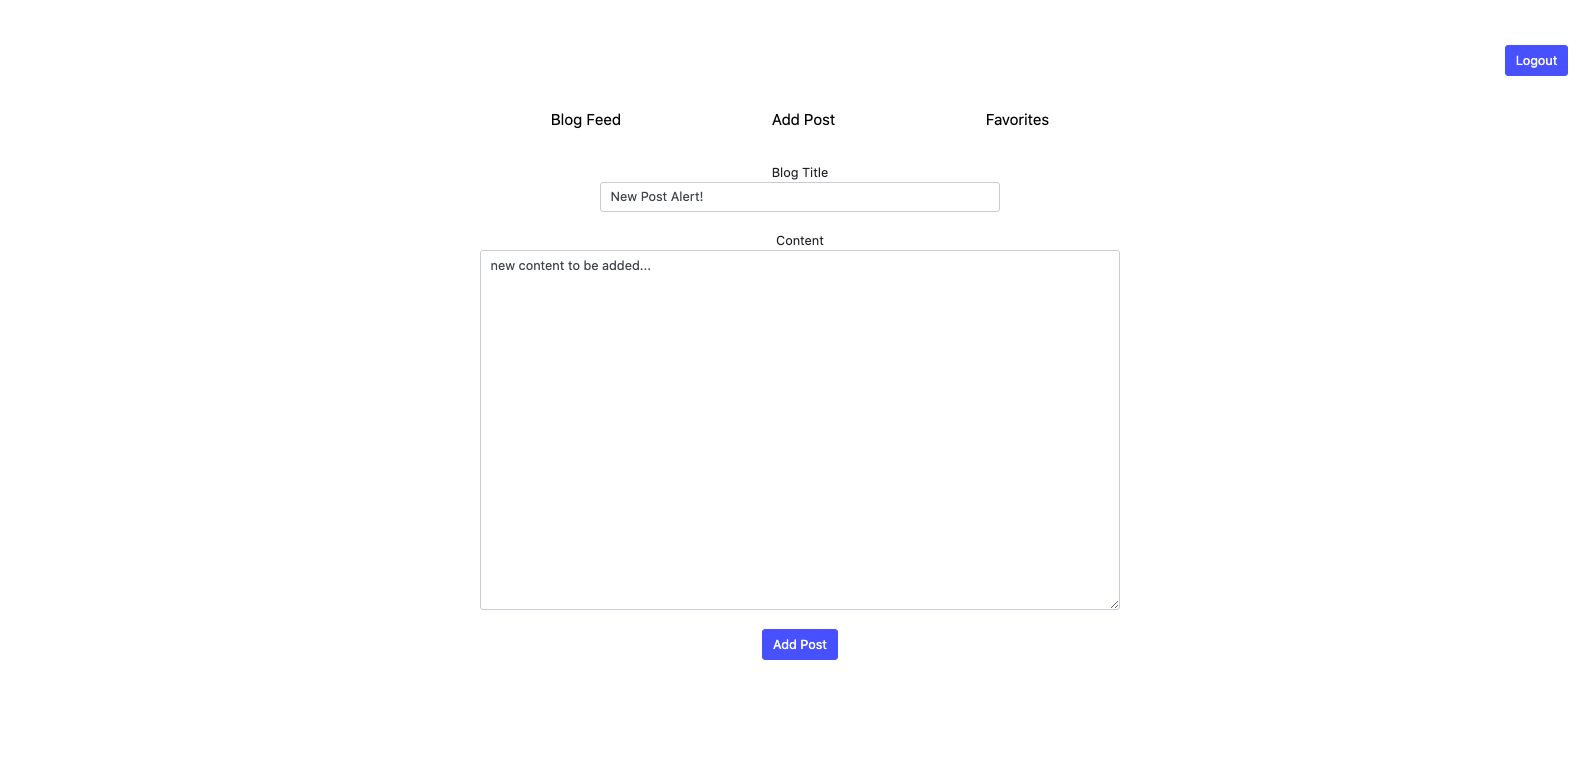 Logout
Blog Feed Add Post Favorites
Blog Title
New Post Alert!
Content
new content to be added...
Add Post